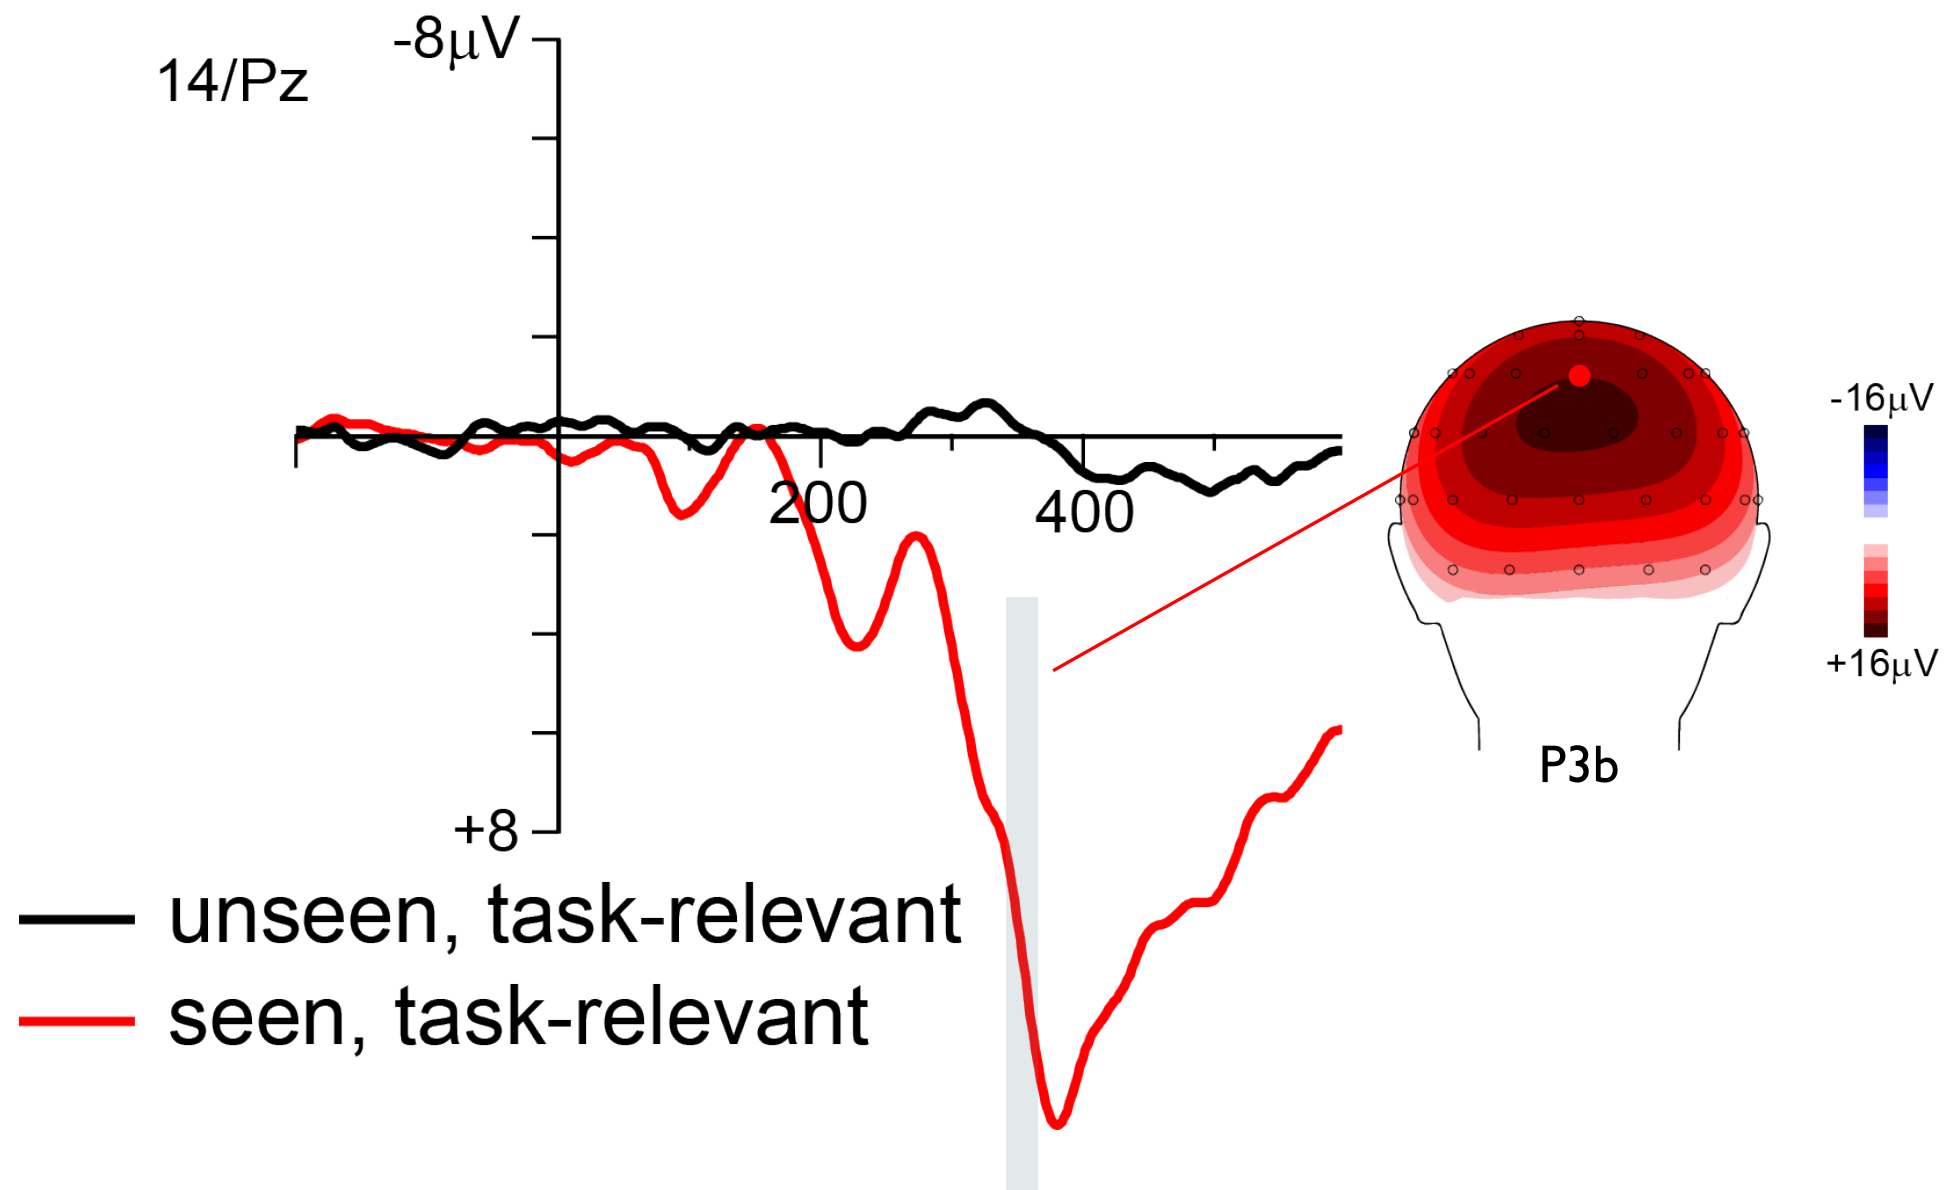 -8μV
14/Pz
200
400
+8
unseen, task-relevant
seen, task-relevant
-16μV
+16μV
P3b